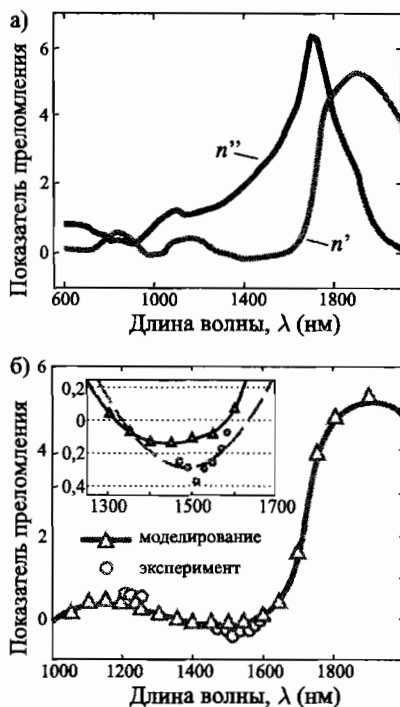 а)
Показатель преломления
6
4
2
0
n''
n'
600 1000 1400 1800
Длина волны, λ (нм)
б)
Показатель преломления
6
4
2
0
0,2
0
0,2
0,4
1300 1500 1700
моделирование
эксперимент
1000 1200 1400 1600 1800
Длина волны, λ (нм)